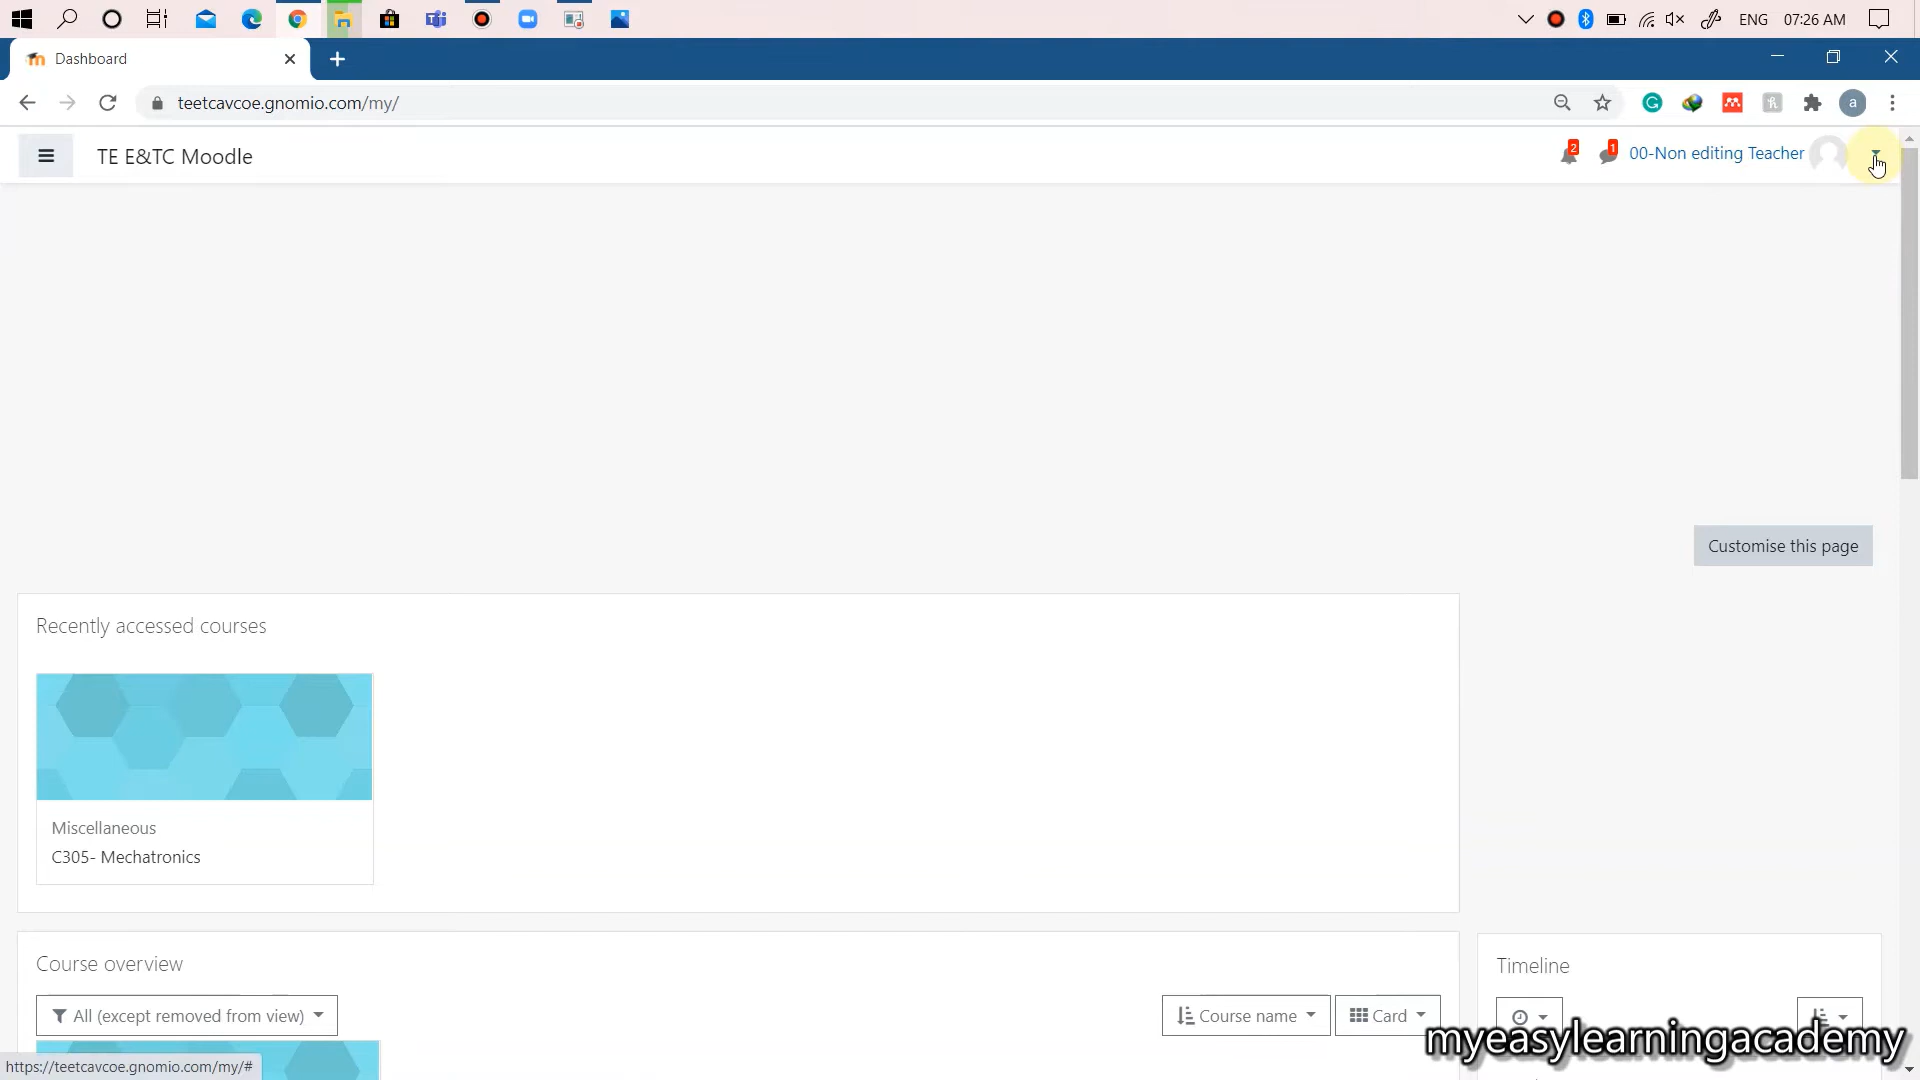 ENG 07:26 AM
Dashboard
teetcavcoe.gnomio.com/my/
a
TE E&TC Moodle
2
1
00-Non editing Teacher
Customise this page
Recently accessed courses
Miscellaneous
C305- Mechatronics
Course overview
Timeline
All (except removed from view)
Course name
Card
myeasylearningacademy
https://teetcavcoe.gnomio.com/my/#